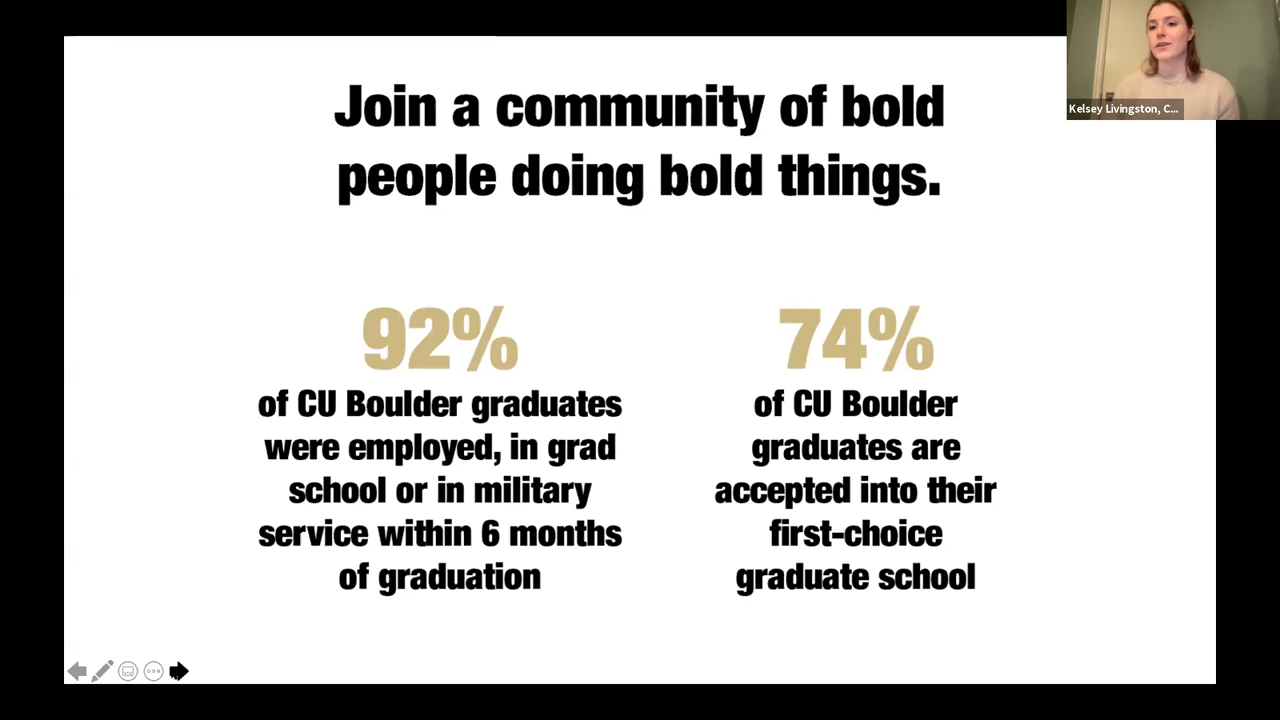 Join a community of bold
people doing bold things.
92%
of CU Boulder graduates
were employed, in grad
school or in military
service within 6 months
of graduation
74%
of CU Boulder
graduates are
accepted into their
first-choice
graduate school
Kelsey Livingston, C...